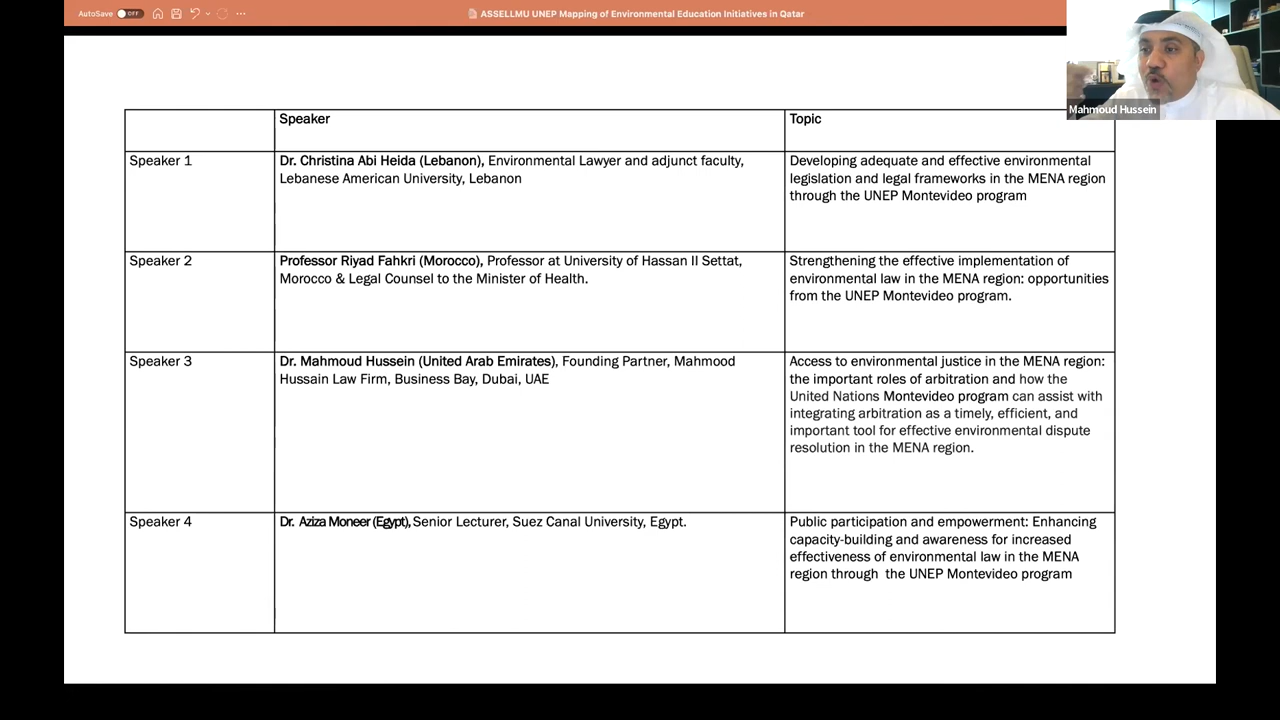 AutoSave OFF
ASSELLMU UNEP Mapping of Environmental Education Initiatives in Qatar
Mahmoud Hussein
Speaker
Topic
Speaker 1
Dr. Christina Abi Heida (Lebanon), Environmental Lawyer and adjunct faculty,
Lebanese American University, Lebanon
Developing adequate and effective environmental
legislation and legal frameworks in the MENA region
through the UNEP Montevideo program
Speaker 2
Professor Riyad Fahkri (Morocco), Professor at University of Hassan II Settat,
Morocco & Legal Counsel to the Minister of Health.
Strengthening the effective implementation of
environmental law in the MENA region: opportunities
from the UNEP Montevideo program.
Speaker 3
Dr. Mahmoud Hussein (United Arab Emirates), Founding Partner, Mahmood
Hussain Law Firm, Business Bay, Dubai, UAE
Access to environmental justice in the MENA region:
the important roles of arbitration and how the
United Nations Montevideo program can assist with
integrating arbitration as a timely, efficient, and
important tool for effective environmental dispute
resolution in the MENA region.
Speaker 4
Dr. Aziza Moneer (Egypt), Senior Lecturer, Suez Canal University, Egypt.
Public participation and empowerment: Enhancing
capacity-building and awareness for increased
effectiveness of environmental law in the MENA
region through the UNEP Montevideo program